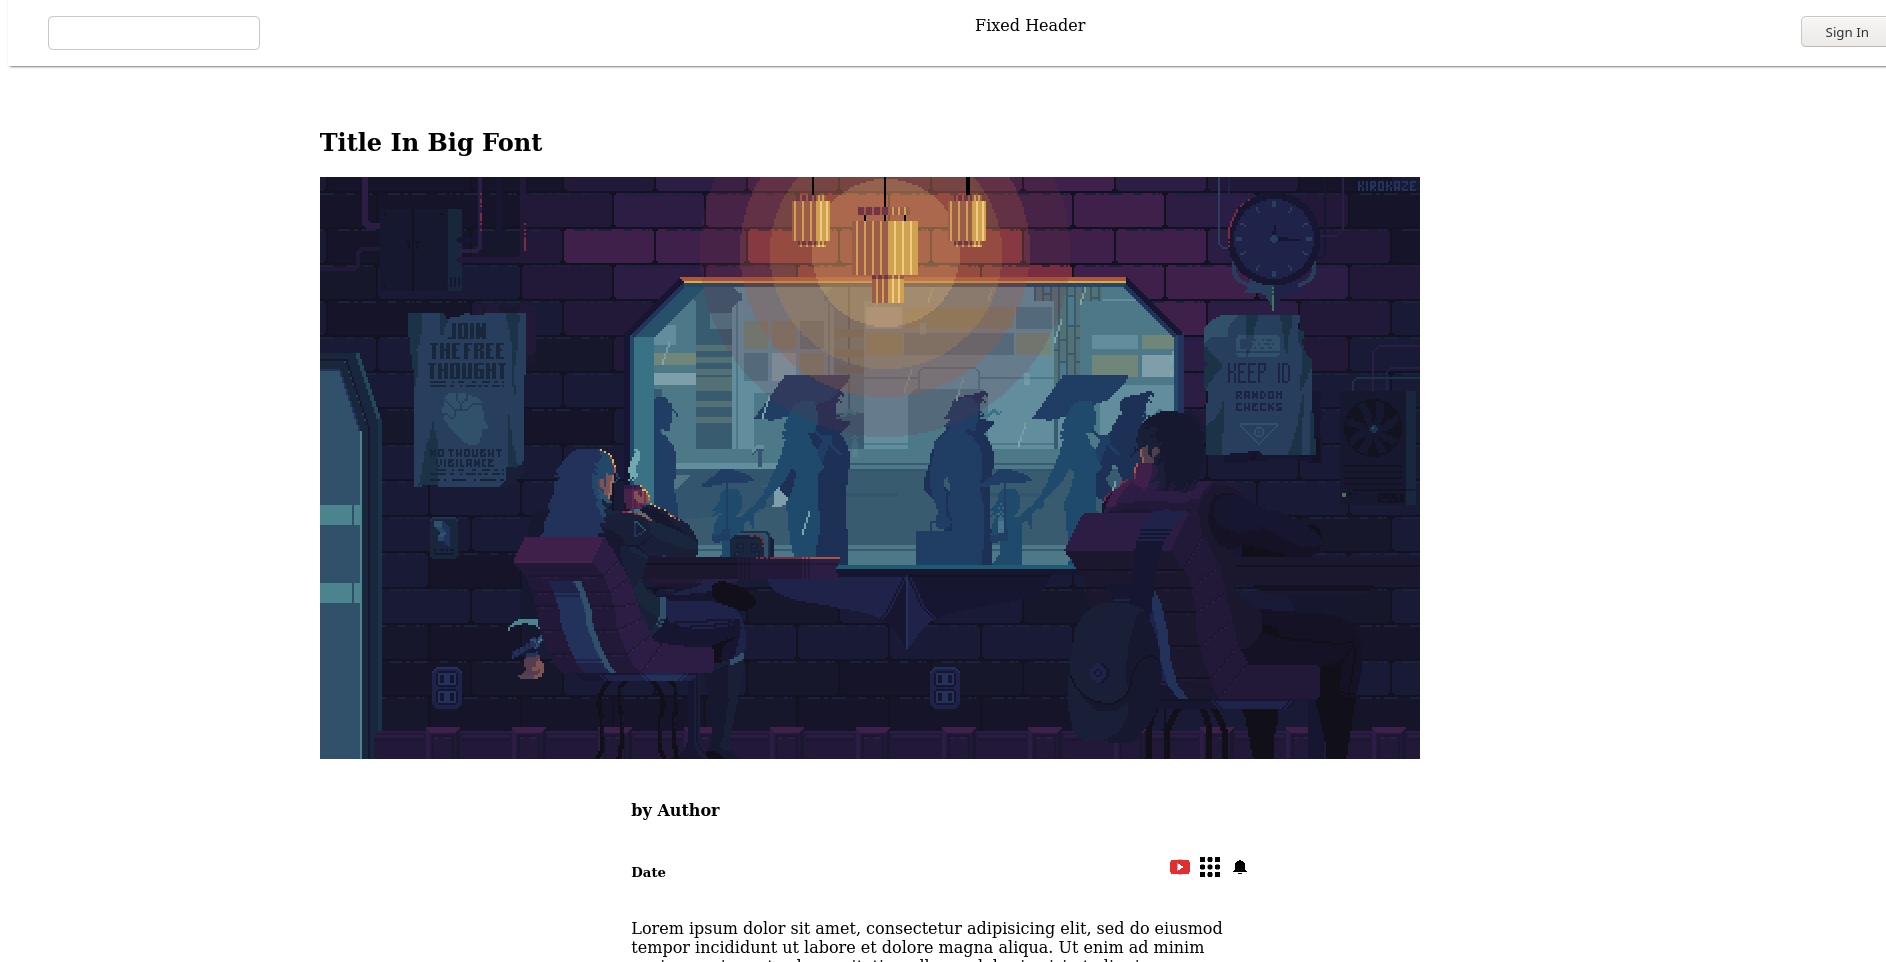 Fixed Header
Sign In
Title In Big Font
KIROKAZE
JOIN
THE FREE
THOUGHT
NO THOUGHT
VIGILANCE
KEEP ID
RANDOM
CHECKS
by Author
Date
Lorem ipsum dolor sit amet, consectetur adipisicing elit, sed do eiusmod
tempor incididunt ut labore et dolore magna aliqua. Ut enim ad minim